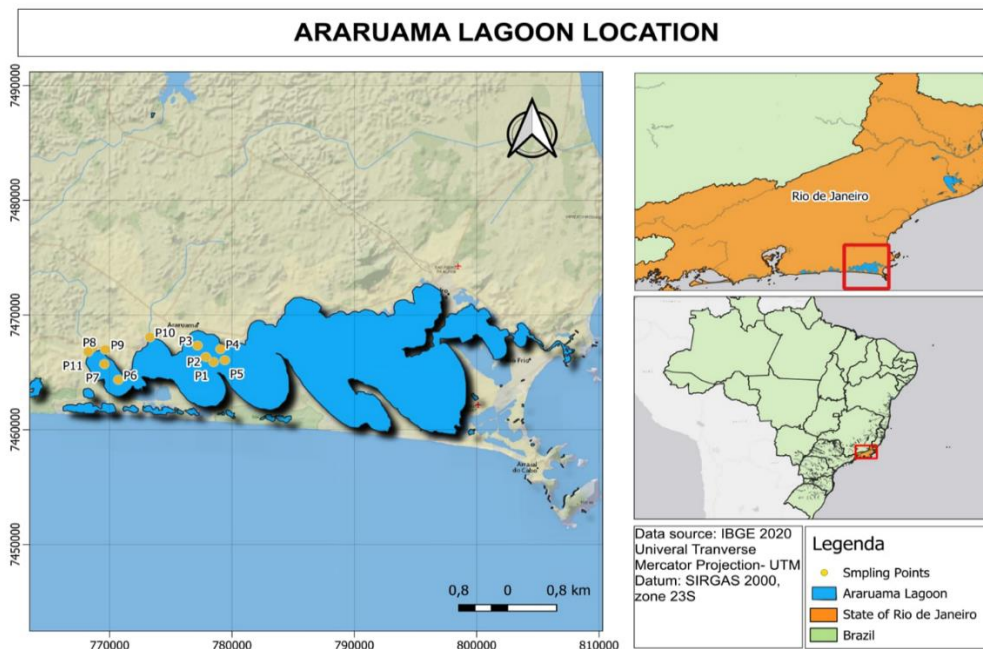 ARARUAMA LAGOON LOCATION
7490000
7480000
7470000
7460000
7450000
770000
780000
790000
800000
810000
Araruama
P8
P9
P10
P3
P4
P11
P7
P6
P2
P1
P5
Arraial
do Cabo
0,8
0
0,8 km
Rio de Janeiro
Data source: IBGE 2020
Univeral Tranverse
Mercator Projection- UTM
Datum: SIRGAS 2000,
zone 23S
Legenda
Smpling Points
Araruama Lagoon
State of Rio de Janeiro
Brazil